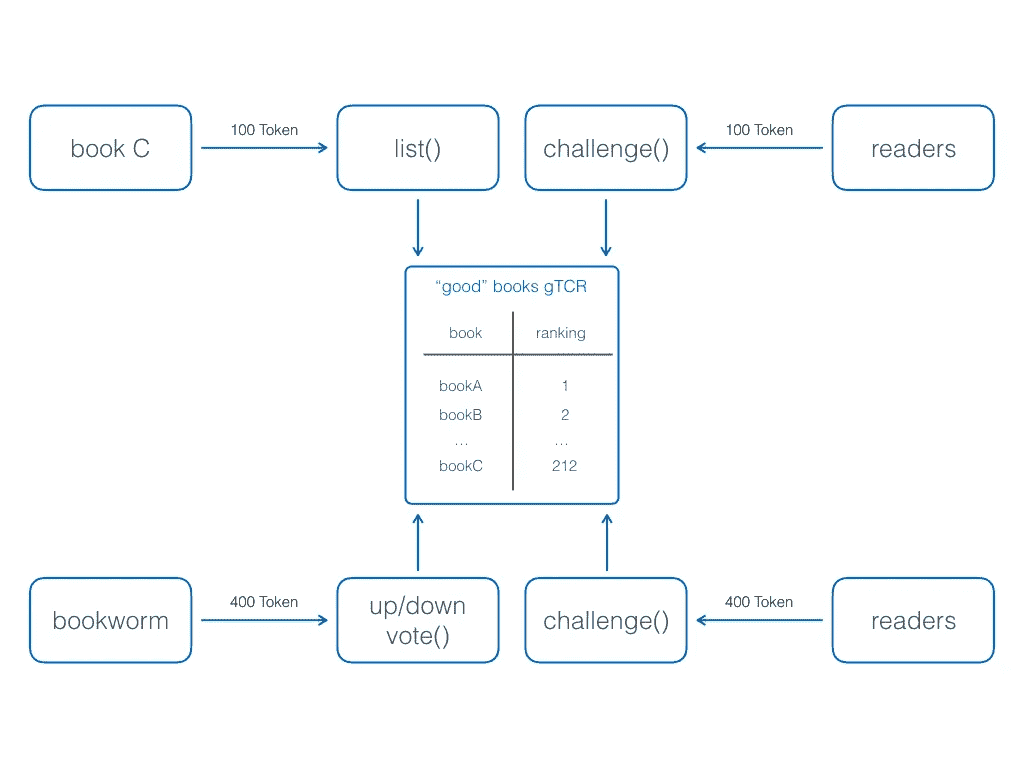 book C
100 Token
list()
challenge()
100 Token
readers
“good” books gTCR
book ranking
bookA 1
bookB 2
... ...
bookC 212
bookworm
400 Token
up/down
vote()
challenge()
400 Token
readers